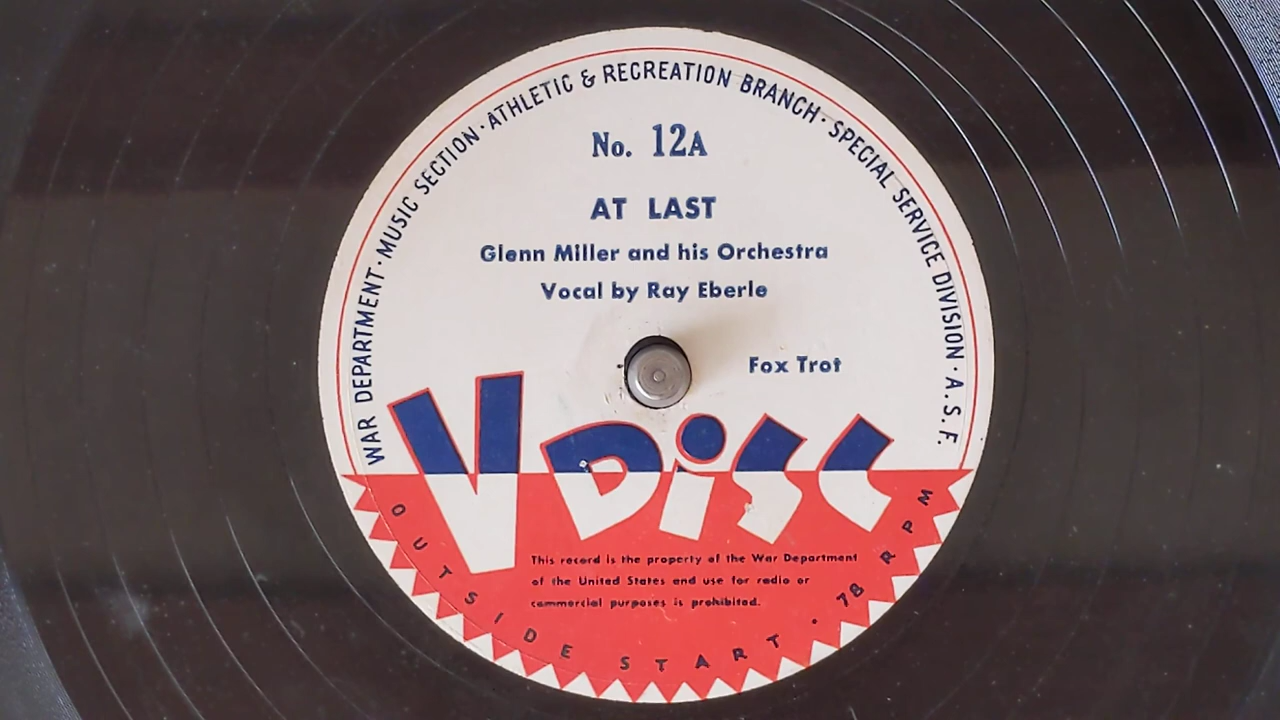 WAR DEPARTMENT · MUSIC SECTION · ATHLETIC & RECREATION BRANCH · SPECIAL SERVICE DIVISION · A. S. F.
No. 12A
AT LAST
Glenn Miller and his Orchestra
Vocal by Ray Eberle
Fox Trot
V DiSC
This record is the property of the War Department
of the United States and use for radio or
commercial purposes is prohibited.
OUTSIDE START · 78 RPM